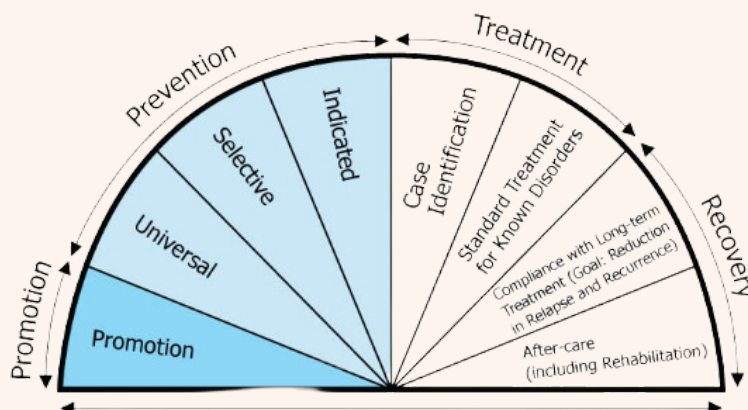 Promotion
Prevention
Treatment
Recovery
Promotion
Universal
Selective
Indicated
Case
Identification
Standard Treatment
for Known Disorders
Compliance with Long-term
Treatment (Goal: Reduction
in Relapse and Recurrence)
After-care
(including Rehabilitation)